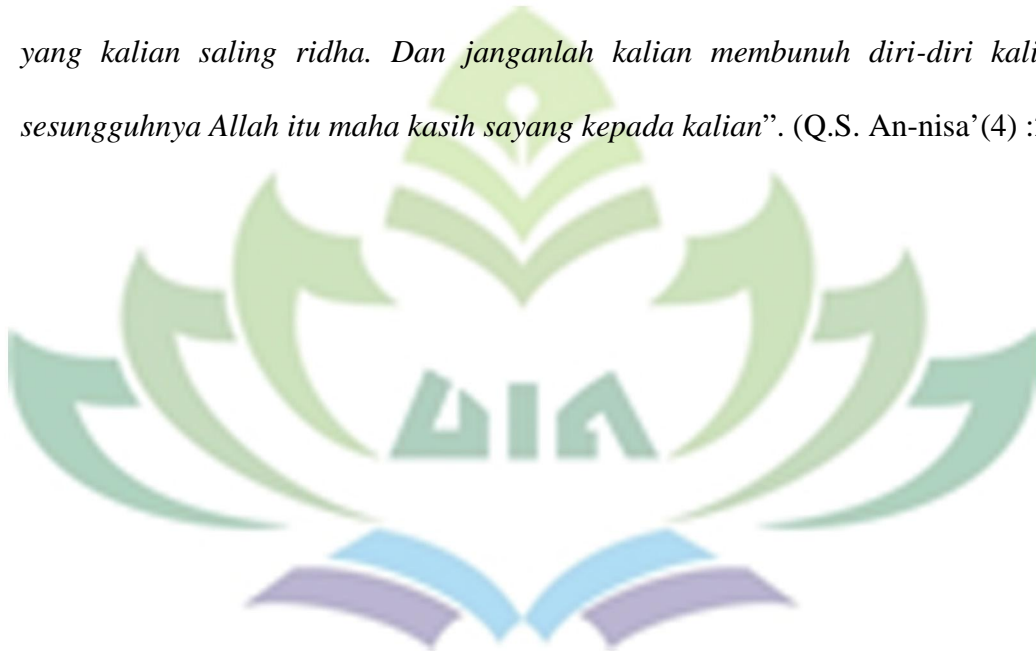 yang kalian saling ridha. Dan janganlah kalian membunuh diri-diri
sesungguhnya Allah itu maha kasih sayang kepada kalian”. (Q.S. An-nisa’(4) :
UIN